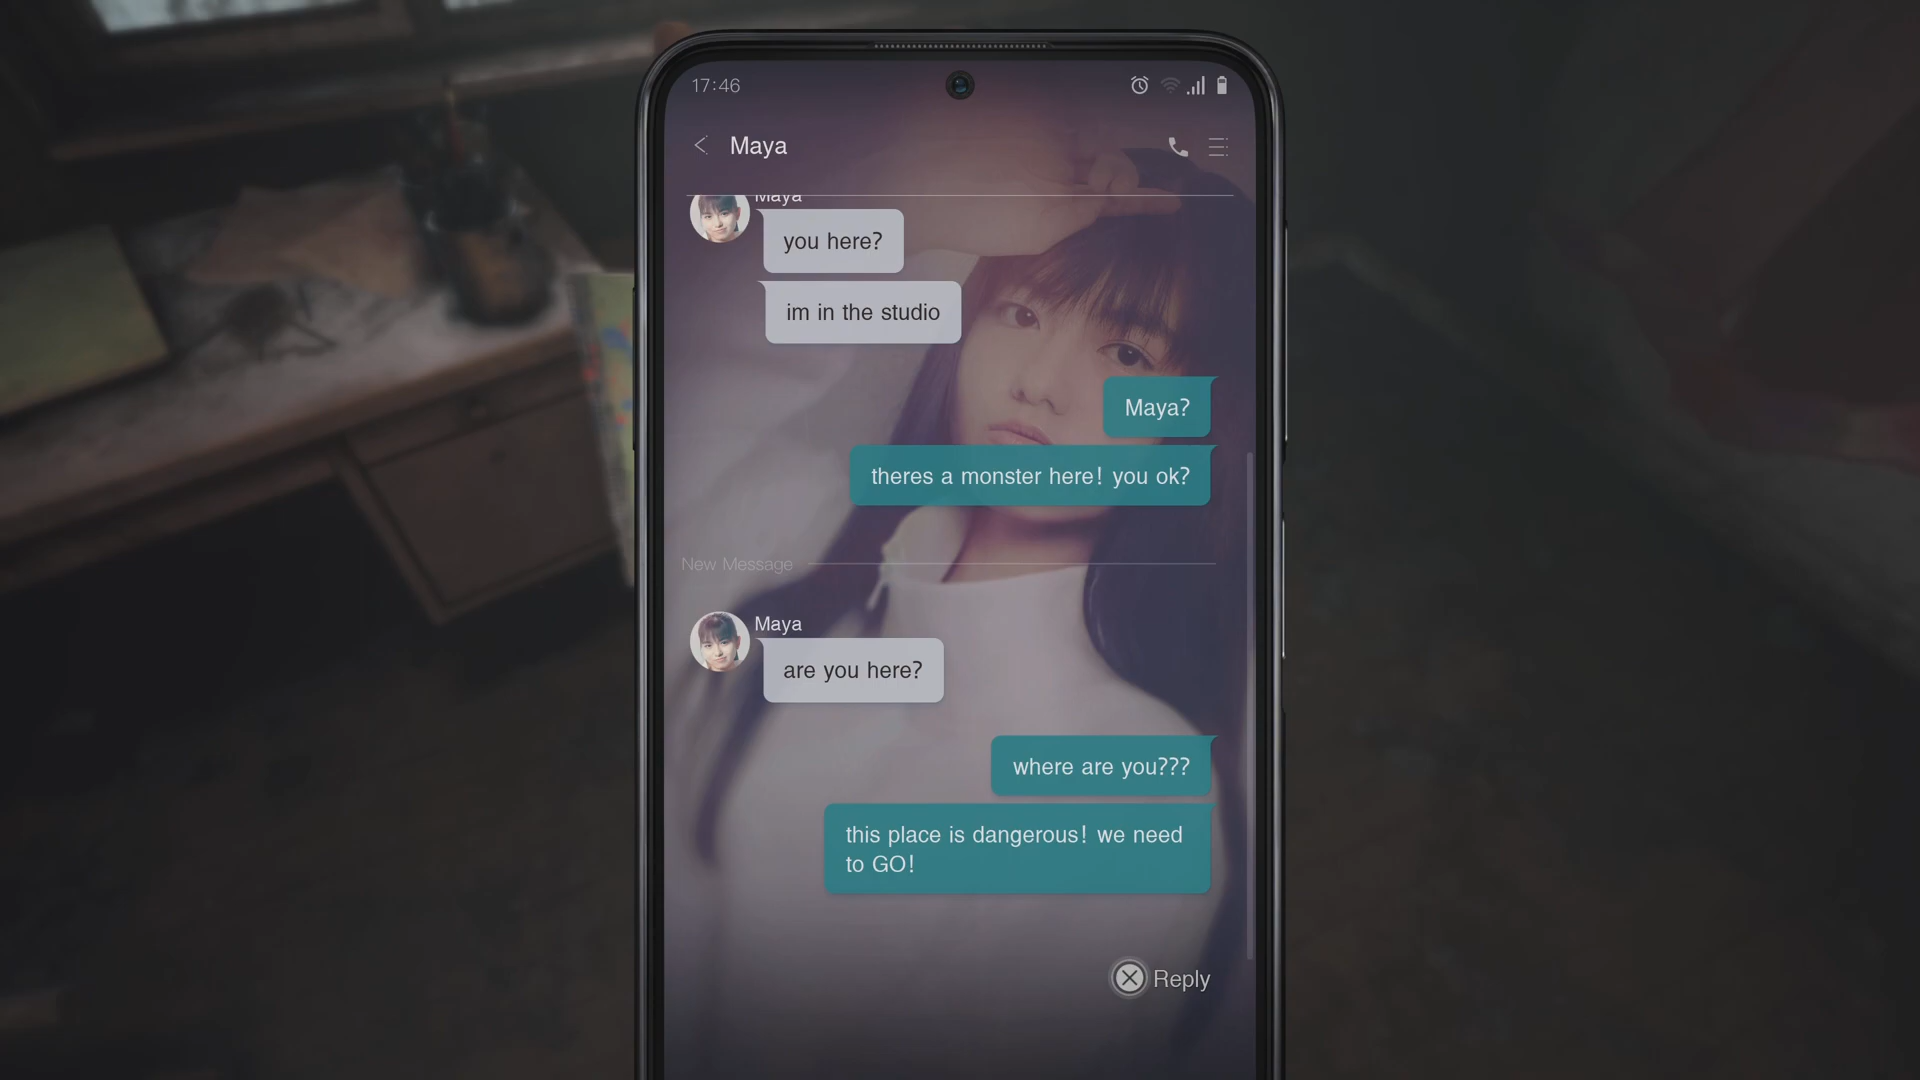 17:46
Maya
Maya
you here?
im in the studio
Maya?
theres a monster here! you ok?
New Message
Maya
are you here?
where are you???
this place is dangerous! we need
to GO!
Reply